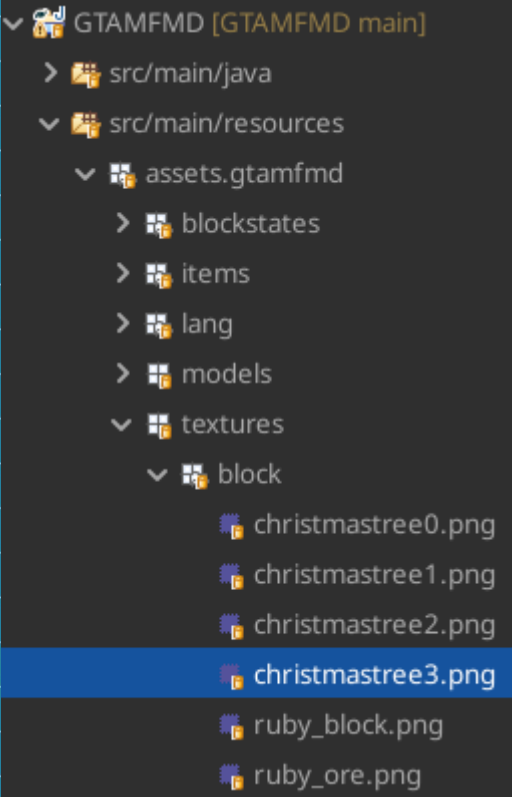 GTAMFMD [GTAMFMD main]
src/main/java
src/main/resources
assets.gtamfmd
blockstates
items
lang
models
textures
block
christmastree0.png
christmastree1.png
christmastree2.png
christmastree3.png
ruby_block.png
ruby_ore.png